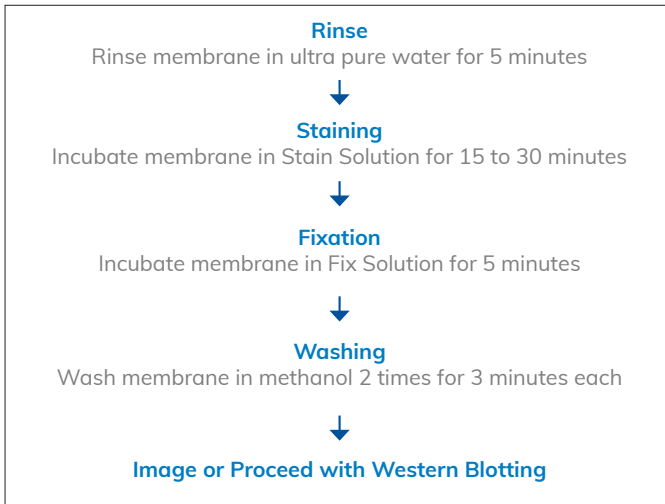 Rinse
Rinse membrane in ultra pure water for 5 minutes
Staining
Incubate membrane in Stain Solution for 15 to 30 minutes
Fixation
Incubate membrane in Fix Solution for 5 minutes
Washing
Wash membrane in methanol 2 times for 3 minutes each
Image or Proceed with Western Blotting